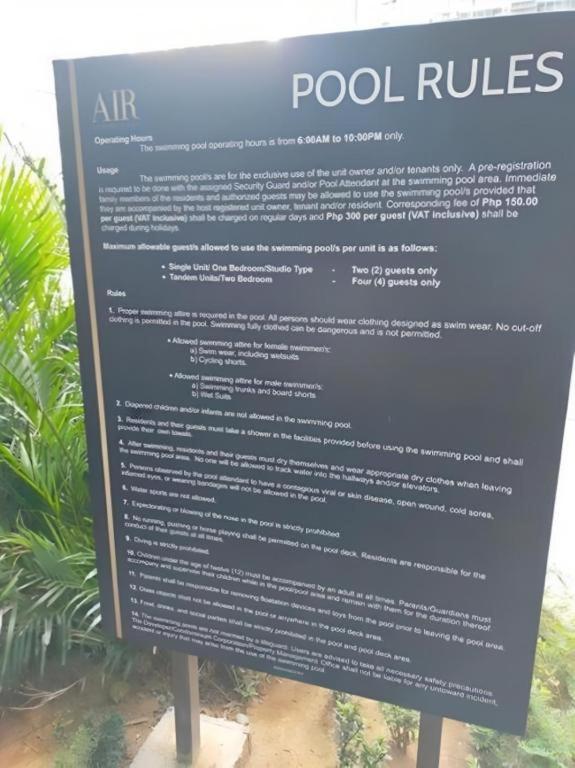 AIR
POOL RULES
Operating Hours
The swimming pool operating hours is from 6:00AM to 10:00PM only.
Usage
The swimming pool/s are for the exclusive use of the unit owner and/or tenants only. A pre-registration
is required to be done with the assigned Security Guard and/or Pool Attendant at the swimming pool area. Immediate
family members of the residents and authorized guests may be allowed to use the swimming pool/s provided that
they are accompanied by the host registered unit owner, tenant and/or resident. Corresponding fee of Php 150.00
per guest (VAT Inclusive) shall be charged on regular days and Php 300 per guest (VAT Inclusive) shall be
charged during holidays.
Maximum allowable guest/s allowed to use the swimming pool/s per unit is as follows:
• Single Unit/ One Bedroom/Studio Type - Two (2) guests only
• Tandem Units/Two Bedroom - Four (4) guests only
Rules
1. Proper swimming attire is required in the pool. All persons should wear clothing designed as swim wear. No cut-off
clothing is permitted in the pool. Swimming fully clothed can be dangerous and is not permitted.
• Allowed swimming attire for female swimmer/s:
a) Swim wear, including wetsuits
b) Cycling shorts.
• Allowed swimming attire for male swimmer/s:
a) Swimming trunks and board shorts
b) Wet Suits
2. Diapered children and/or infants are not allowed in the swimming pool.
3. Residents and their guests must take a shower in the facilities provided before using the swimming pool and shall
provide their own towels.
4. After swimming, residents and their guests must dry themselves and wear appropriate dry clothes when leaving
the swimming pool area. No one will be allowed to track water into the hallways and/or elevators.
5. Persons observed by the pool attendant to have a contagious viral or skin disease, open wound, cold sores,
inflamed eyes, or wearing bandages will not be allowed in the pool.
6. Water sports are not allowed.
7. Expectorating or blowing of the nose in the pool is strictly prohibited.
8. No running, pushing or horse playing shall be permitted on the pool deck. Residents are responsible for the
conduct of their guests at all times.
9. Diving is strictly prohibited.
10. Children under the age of twelve (12) must be accompanied by an adult at all times. Parents/Guardians must
accompany and supervise their children while in the pool/pool area and remain with them for the duration thereof.
11. Parents shall be responsible for removing floatation devices and toys from the pool prior to leaving the pool area.
12. Glass objects shall not be allowed in the pool or anywhere in the pool deck area.
13. Food, drinks, and social parties shall be strictly prohibited in the pool and pool deck area.
14. The swimming pools are not manned by a lifeguard. Users are advised to take all necessary safety precautions.
The Developer/Condominium Corporation/Property Management Office shall not be liable for any untoward incident,
accident or injury that may arise from the use of the swimming pool.